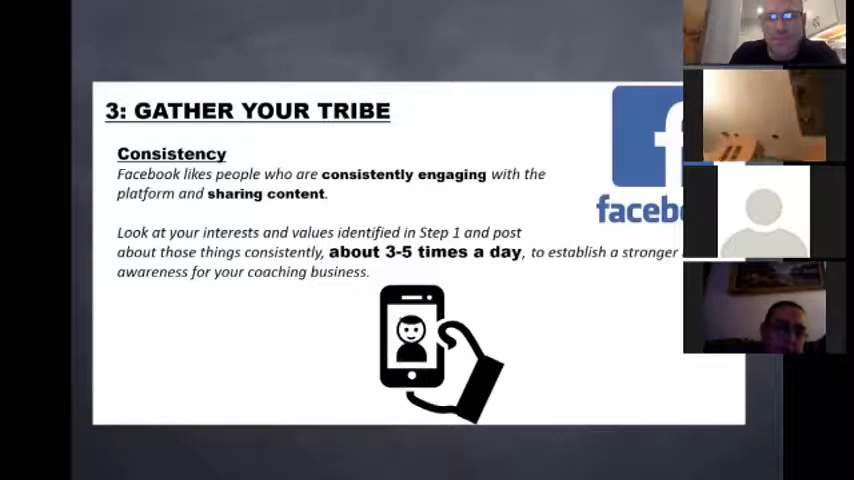 3: GATHER YOUR TRIBE
Consistency
Facebook likes people who are consistently engaging with the
platform and sharing content.
Look at your interests and values identified in Step 1 and post
about those things consistently, about 3-5 times a day, to establish a stronger
awareness for your coaching business.
f
faceb